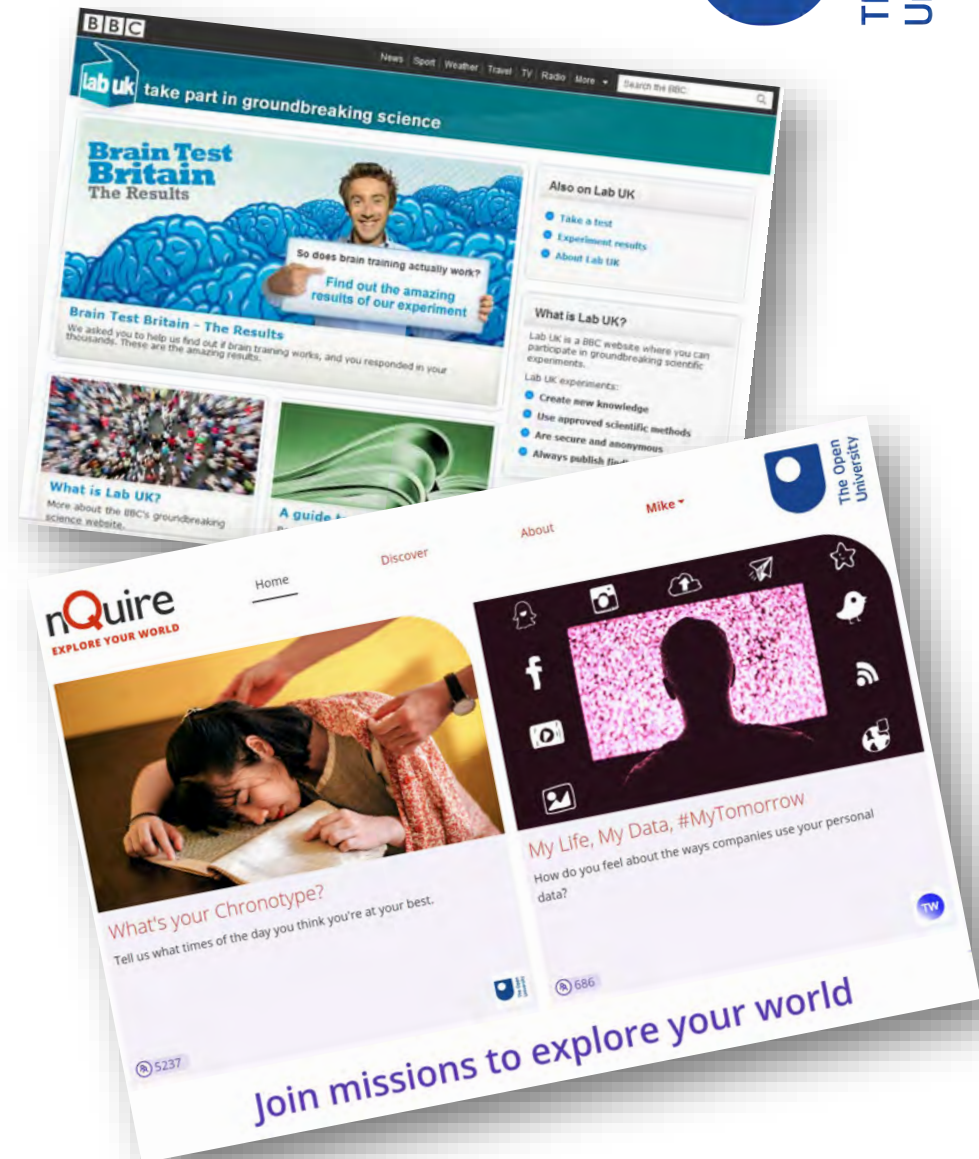 BBC
News Sport Weather Travel TV Radio More Search the BBC
lab uk take part in groundbreaking science
Brain Test
Britain
The Results
So does brain training actually work?
Find out the amazing
results of our experiment
Brain Test Britain – The Results
We asked you to help us find out if brain training works, and you responded in your
thousands. These are the amazing results.
Also on Lab UK
Take a test
Experiment results
About Lab UK
What is Lab UK?
Lab UK is a BBC website where you can
participate in groundbreaking scientific
experiments.
Lab UK experiments:
Create new knowledge
Use approved scientific methods
Are secure and anonymous
Always publish
What is Lab UK?
More about the BBC's groundbreaking
science website.
A guide
nQuire
EXPLORE YOUR WORLD
Home Discover About Mike
The Open
University
What's your Chronotype?
Tell us what times of the day you think you're at your best.
The Open
University
5237
My Life, My Data, #MyTomorrow
How do you feel about the ways companies use your personal
data?
TW
686
Join missions to explore your world